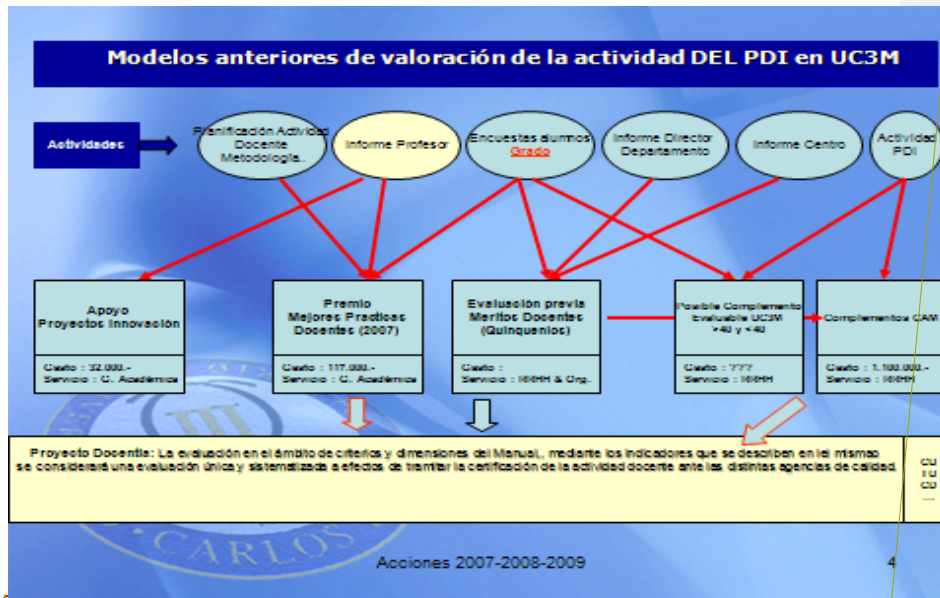 Modelos anteriores de valoración de la actividad DEL PDI en UC3M
Actividades
Planificación Actividad
Docente
Metodología..
Informe Profesor
Encuestas alumnos
Grado
Informe Director
Departamento
Informe Centro
Actividad
PDI
Apoyo
Proyectos Innovación
Gasto : 32.000.-
Servicio : G. Académica
Premio
Mejores Practicas
Docentes (2007)
Gasto : 117.000.-
Servicio : G. Académica
Evaluación previa
Meritos Docentes
(Quinquenios)
Gasto :
Servicio : RRHH & Org.
Posible Complemento
Evaluable UC3M
>40 y <40
Gasto : ???
Servicio : RRHH
Complementos CAM
Gasto : 1.100.000.-
Servicio : RRHH
Proyecto Docentia: La evaluación en el ámbito de criterios y dimensiones del Manual,, mediante los indicadores que se describen en lel mismao
se considerará una evaluación única y sistematizada a efectos de tramitar la certificación de la actividad docente ante las distintas agencias de calidad.
CU
TU
CD
....
CARLOS
III
Acciones 2007-2008-2009
4